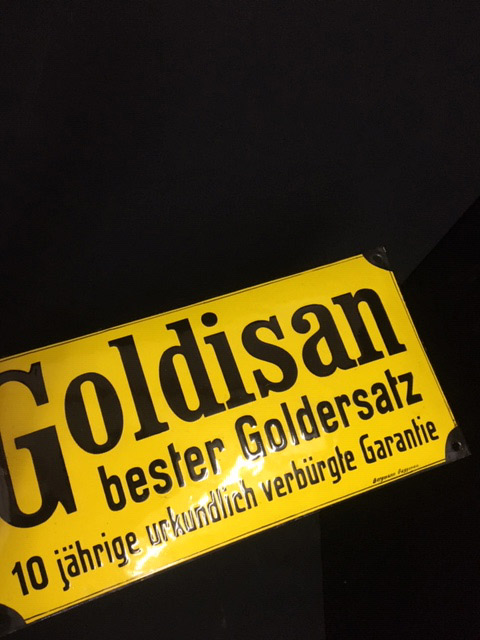 Goldisan
bester Goldersatz
10 jährige urkundlich verbürgte Garantie